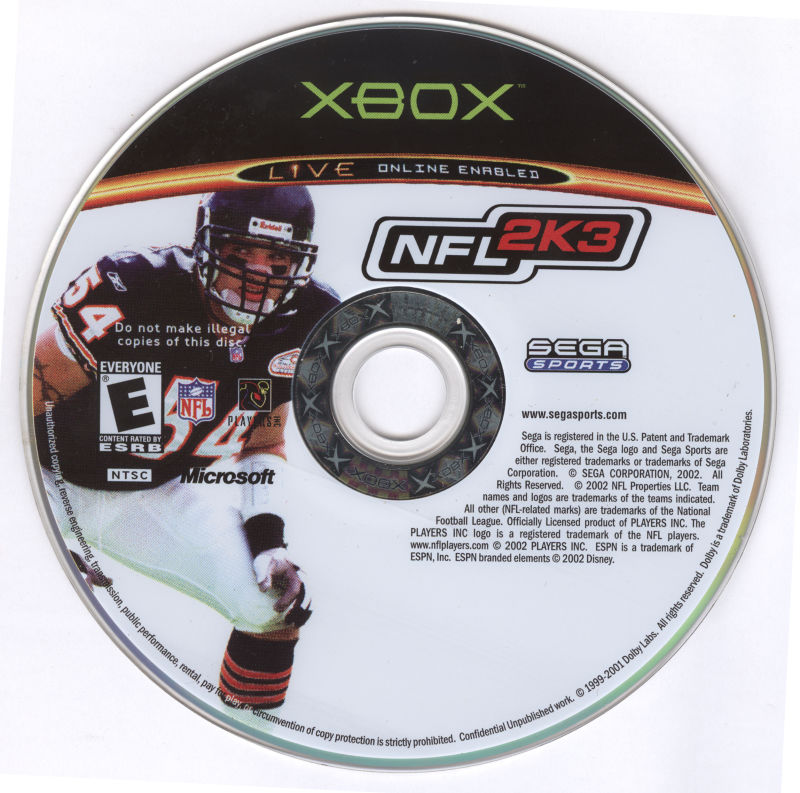 XBOX™
LIVE ONLINE ENABLED
NFL 2K3
Riddell
54
Do not make illegal
copies of this disc.
EVERYONE
E®
CONTENT RATED BY
ESRB
NFL
PLAYERS INC
54
NTSC
Microsoft
XBOX
SEGA
SPORTS
www.segasports.com
Sega is registered in the U.S. Patent and Trademark
Office. Sega, the Sega logo and Sega Sports are
either registered trademarks or trademarks of Sega
Corporation. © SEGA CORPORATION, 2002. All
Rights Reserved. © 2002 NFL Properties LLC. Team
names and logos are trademarks of the teams indicated.
All other (NFL-related marks) are trademarks of the National
Football League. Officially Licensed product of PLAYERS INC. The
PLAYERS INC logo is a registered trademark of the NFL players.
www.nflplayers.com © 2002 PLAYERS INC. ESPN is a trademark of
ESPN, Inc. ESPN branded elements © 2002 Disney.
Unauthorized copying, reverse engineering, transmission, public performance, rental, pay for play, or circumvention of copy protection is strictly prohibited. Confidential Unpublished work. © 1999-2001 Dolby Labs. All rights reserved. Dolby is a trademark of Dolby Laboratories.